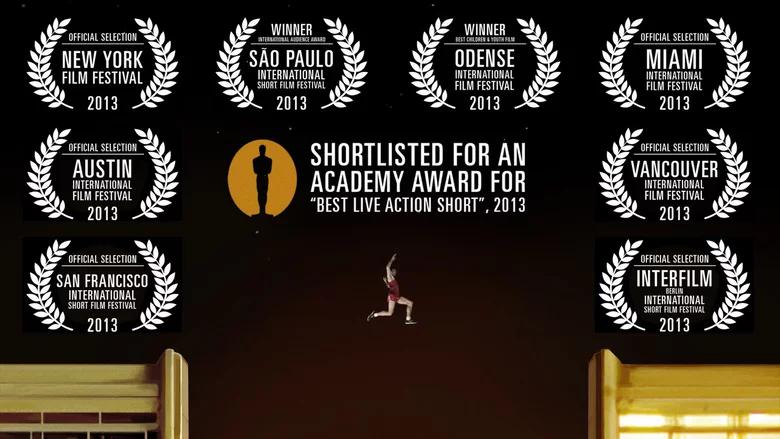 OFFICIAL SELECTION
NEW YORK
FILM FESTIVAL
2013
WINNER
INTERNATIONAL AUDIENCE AWARD
SÃO PAULO
INTERNATIONAL
SHORT FILM FESTIVAL
2013
WINNER
BEST CHILDREN & YOUTH FILM
ODENSE
INTERNATIONAL
FILM FESTIVAL
2013
OFFICIAL SELECTION
MIAMI
INTERNATIONAL
FILM FESTIVAL
2013
OFFICIAL SELECTION
AUSTIN
INTERNATIONAL
FILM FESTIVAL
2013
SHORTLISTED FOR AN
ACADEMY AWARD FOR
“BEST LIVE ACTION SHORT”, 2013
OFFICIAL SELECTION
VANCOUVER
INTERNATIONAL
FILM FESTIVAL
2013
OFFICIAL SELECTION
SAN FRANCISCO
INTERNATIONAL
SHORT FILM FESTIVAL
2013
OFFICIAL SELECTION
INTERFILM
BERLIN
INTERNATIONAL
SHORT FILM FESTIVAL
2013